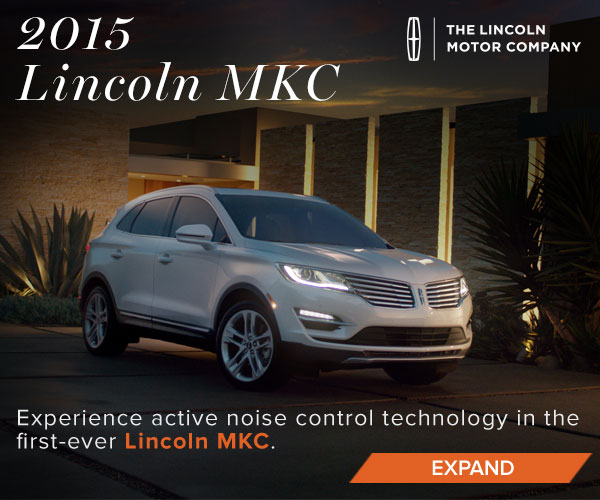 2015
Lincoln MKC
THE LINCOLN
MOTOR COMPANY
Experience active noise control technology in the
first-ever Lincoln MKC.
EXPAND